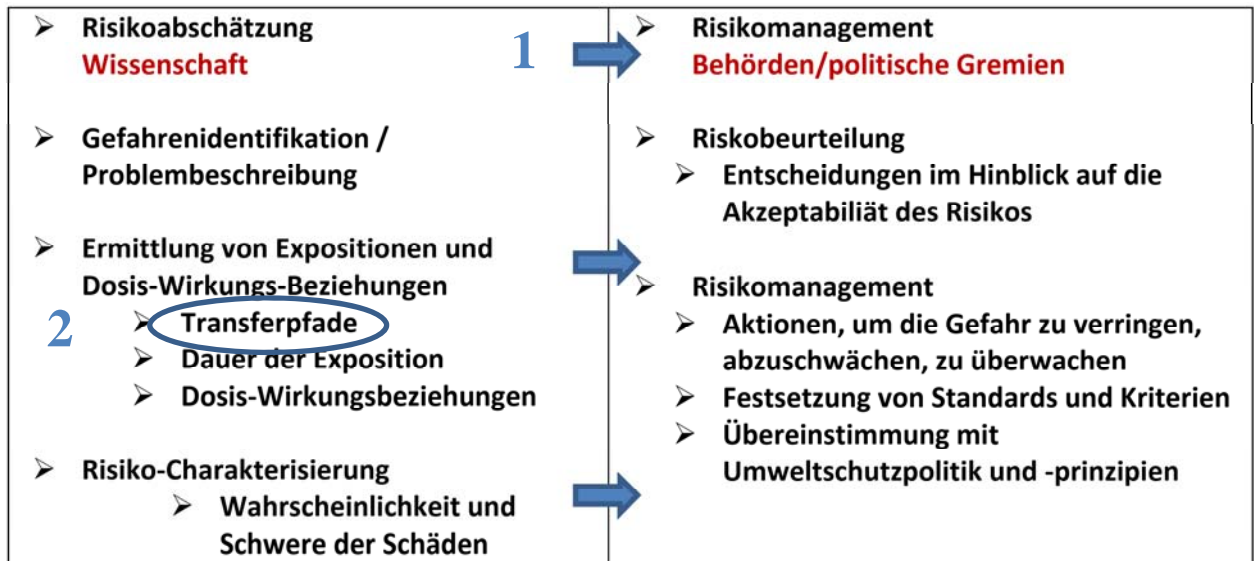 ➢ Risikoabschätzung
Wissenschaft
➢ Gefahrenidentifikation /
Problembeschreibung
➢ Ermittlung von Expositionen und
Dosis-Wirkungs-Beziehungen
➢ Transferpfade
➢ Dauer der Exposition
➢ Dosis-Wirkungsbeziehungen
➢ Risiko-Charakterisierung
➢ Wahrscheinlichkeit und
Schwere der Schäden
1
2
➢ Risikomanagement
Behörden/politische Gremien
➢ Riskobeurteilung
➢ Entscheidungen im Hinblick auf die
Akzeptabiliät des Risikos
➢ Risikomanagement
➢ Aktionen, um die Gefahr zu verringen,
abzuschwächen, zu überwachen
➢ Festsetzung von Standards und Kriterien
➢ Übereinstimmung mit
Umweltschutzpolitik und -prinzipien